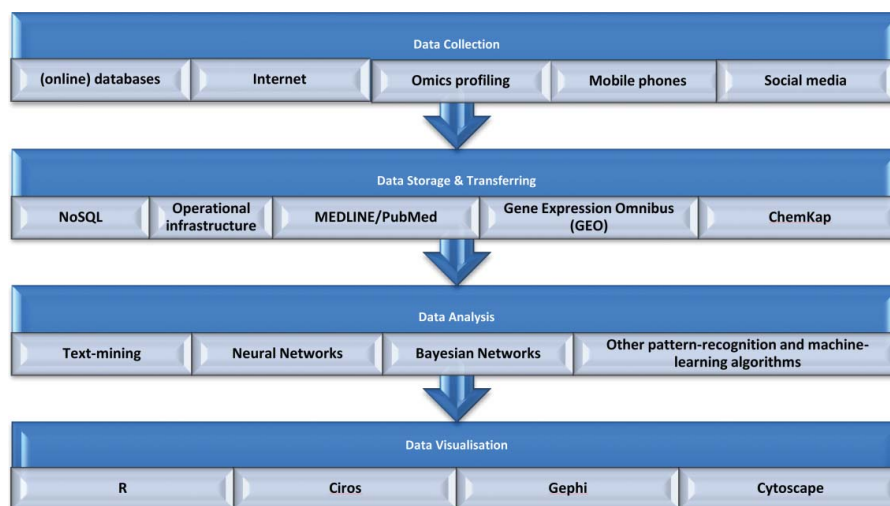 Data Collection
(online) databases
Internet
Omics profiling
Mobile phones
Social media
Data Storage & Transferring
NoSQL
Operational
infrastructure
MEDLINE/PubMed
Gene Expression Omnibus
(GEO)
ChemKap
Data Analysis
Text-mining
Neural Networks
Bayesian Networks
Other pattern-recognition and machine-
learning algorithms
Data Visualisation
R
Ciros
Gephi
Cytoscape